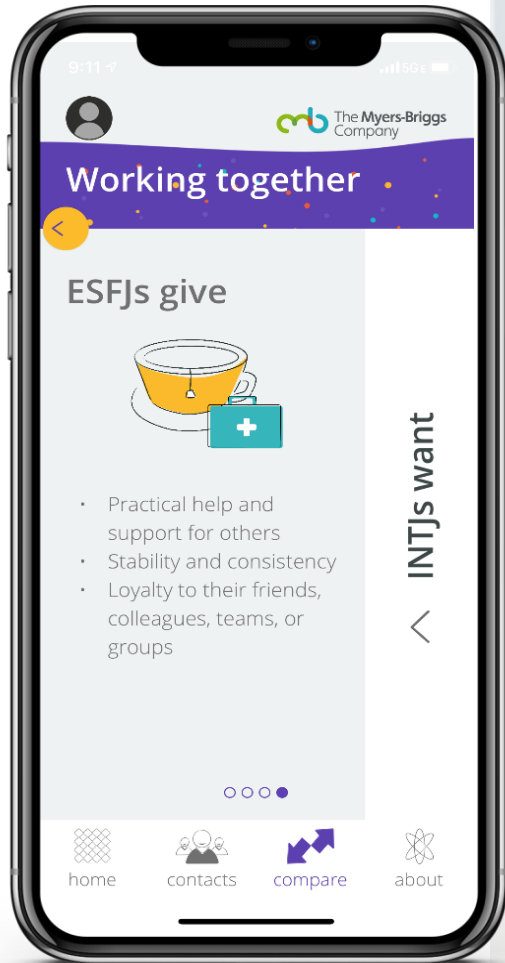 9:11
5GE
The Myers-Briggs
Company
Working together
<
ESFJs give
• Practical help and
support for others
• Stability and consistency
• Loyalty to their friends,
colleagues, teams, or
groups
INTJs want
<
home
contacts
compare
about